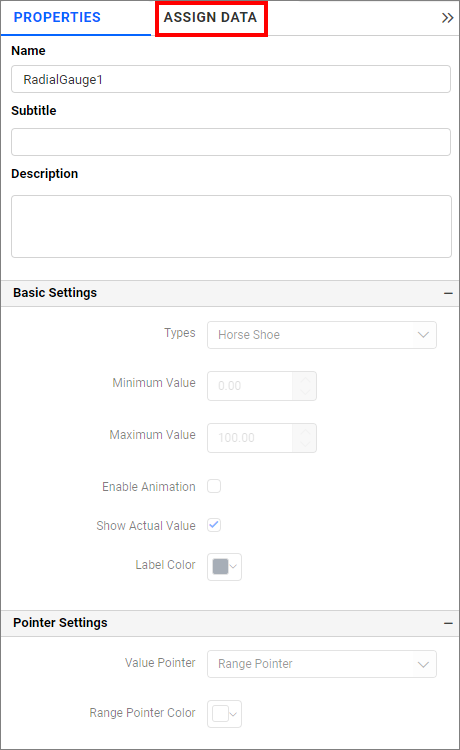 PROPERTIES ASSIGN DATA
Name
RadialGauge1
Subtitle
Description
Basic Settings
Types Horse Shoe
Minimum Value 0.00
Maximum Value 100.00
Enable Animation
Show Actual Value
Label Color
Pointer Settings
Value Pointer Range Pointer
Range Pointer Color